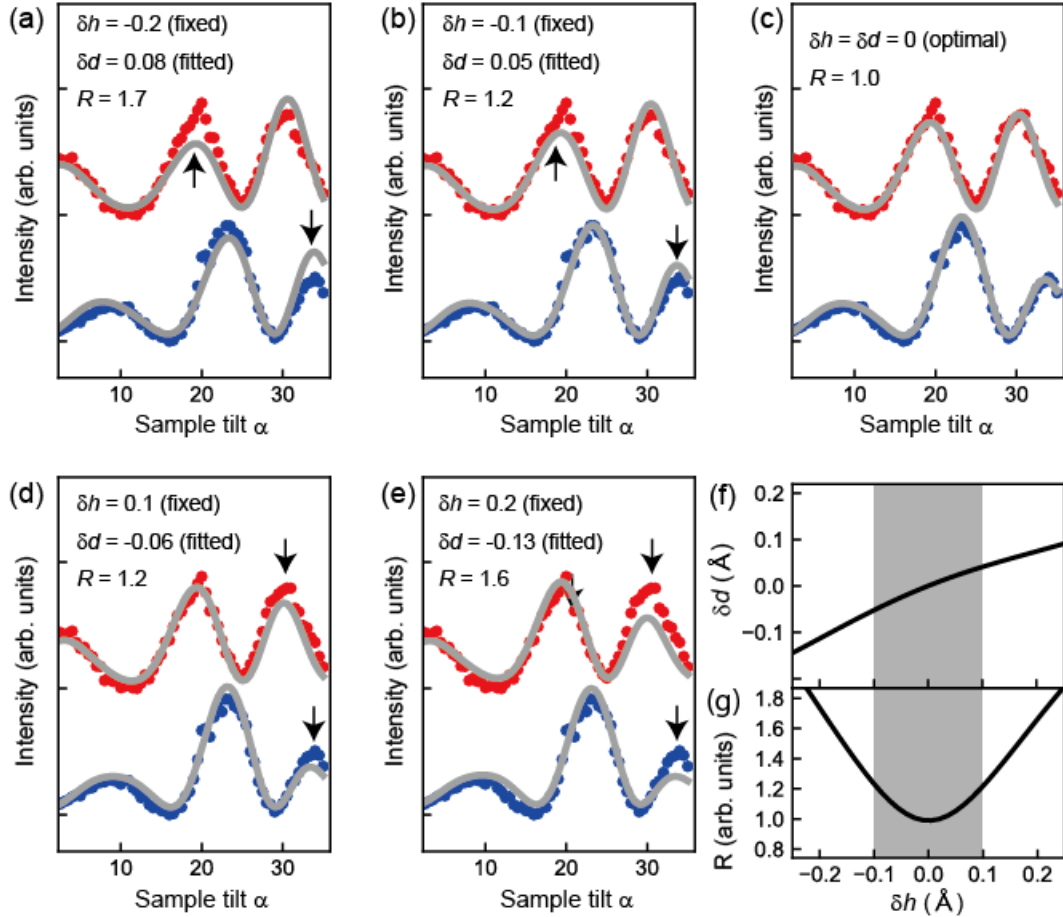 (a)
δh = -0.2 (fixed)
δd = 0.08 (fitted)
R = 1.7
Intensity (arb. units)
10 20 30
Sample tilt α
(b)
δh = -0.1 (fixed)
δd = 0.05 (fitted)
R = 1.2
Intensity (arb. units)
10 20 30
Sample tilt α
(c)
δh = δd = 0 (optimal)
R = 1.0
Intensity (arb. units)
10 20 30
Sample tilt α
(d)
δh = 0.1 (fixed)
δd = -0.06 (fitted)
R = 1.2
Intensity (arb. units)
10 20 30
Sample tilt α
(e)
δh = 0.2 (fixed)
δd = -0.13 (fitted)
R = 1.6
Intensity (arb. units)
10 20 30
Sample tilt α
(f)
0.2
0.1
0.0
−0.1
δd (Å)
(g)
1.8
1.6
1.4
1.2
1.0
0.8
R (arb. units)
−0.2 −0.1 0.0 0.1 0.2
δh (Å)